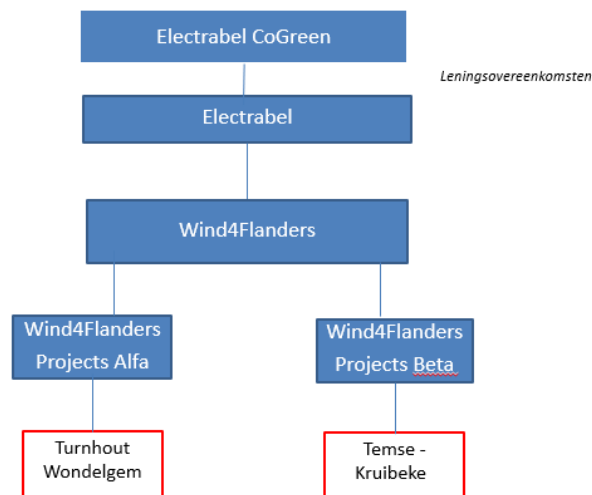 Electrabel CoGreen
Leningsovereenkomsten
Electrabel
Wind4Flanders
Wind4Flanders
Projects Alfa
Wind4Flanders
Projects Beta
Turnhout
Wondelgem
Temse -
Kruibeke